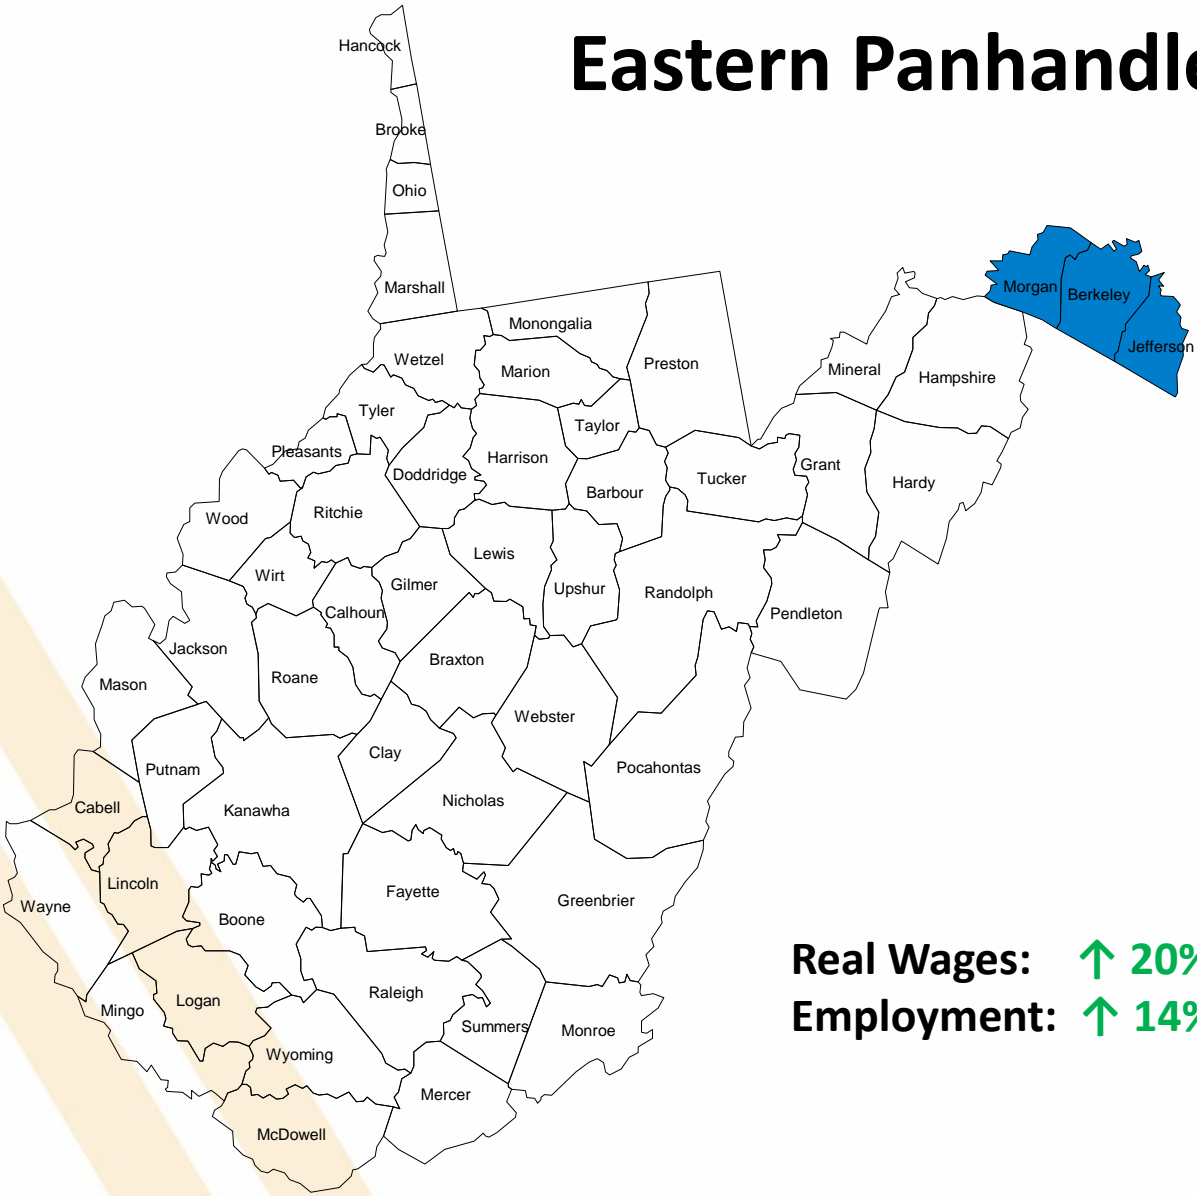 Eastern Panhandle
Hancock
Brooke
Ohio
Marshall
Morgan
Berkeley
Jefferson
Monongalia
Wetzel
Marion
Preston
Mineral
Hampshire
Tyler
Taylor
Pleasants
Harrison
Doddridge
Grant
Tucker
Hardy
Barbour
Wood
Ritchie
Lewis
Wirt
Gilmer
Upshur
Randolph
Calhoun
Pendleton
Jackson
Braxton
Roane
Mason
Webster
Clay
Putnam
Pocahontas
Nicholas
Cabell
Kanawha
Lincoln
Fayette
Greenbrier
Wayne
Boone
Real Wages: ↑ 20%
Raleigh
Logan
Mingo
Employment: ↑ 14%
Summers
Monroe
Wyoming
Mercer
McDowell